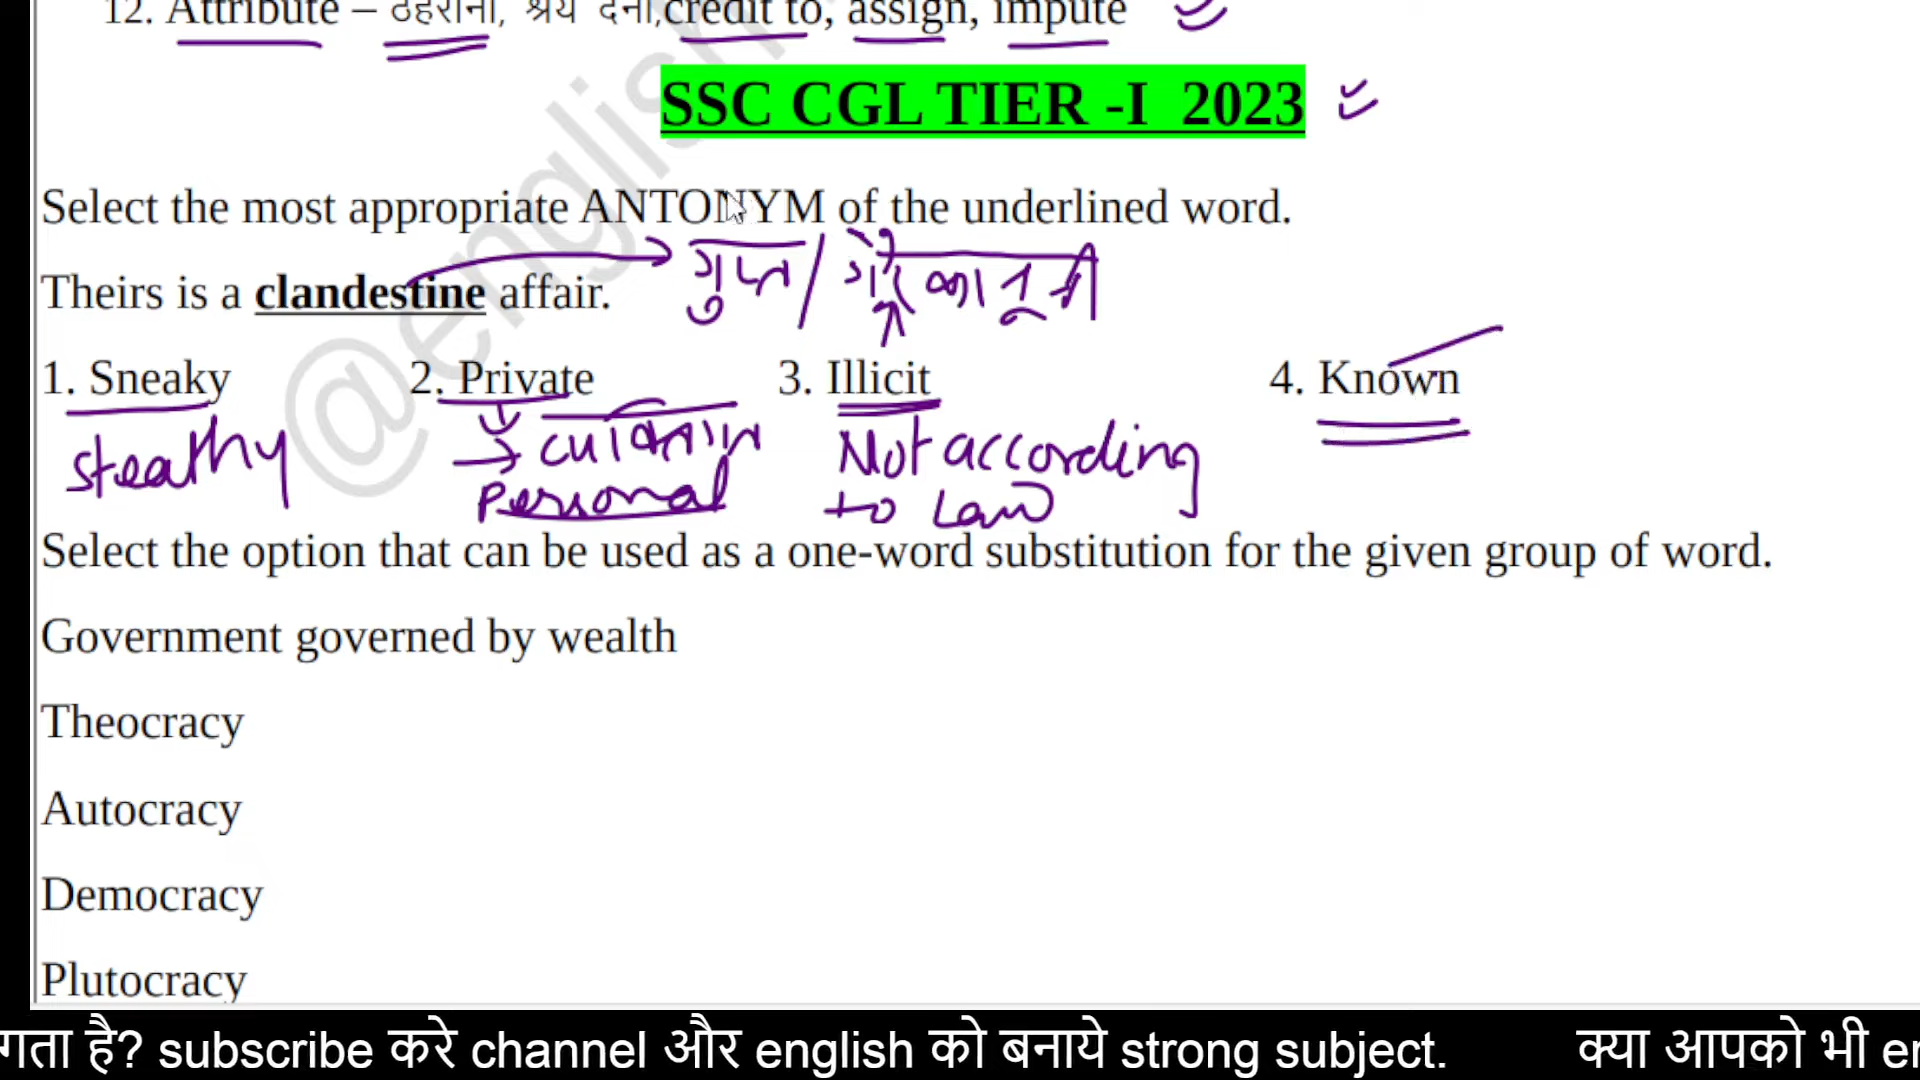 12. Attribute – ठहराना, श्रेय देना,credit to, assign, impute
SSC CGL TIER -I 2023
Select the most appropriate ANTONYM of the underlined word.
Theirs is a clandestine affair. गुप्त / गैर कानूनी
1. Sneaky 2. Private 3. Illicit 4. Known
steathy → Not according
Personal to Law
Select the option that can be used as a one-word substitution for the given group of word.
Government governed by wealth
Theocracy
Autocracy
Democracy
Plutocracy
गता है? subscribe करे channel और english को बनाये strong subject. क्या आपको भी en
@english